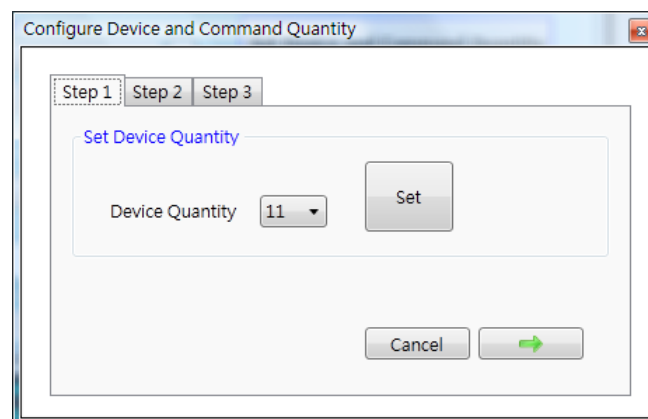 Configure Device and Command Quantity
Step 1 Step 2 Step 3
Set Device Quantity
Device Quantity 11 Set
Cancel